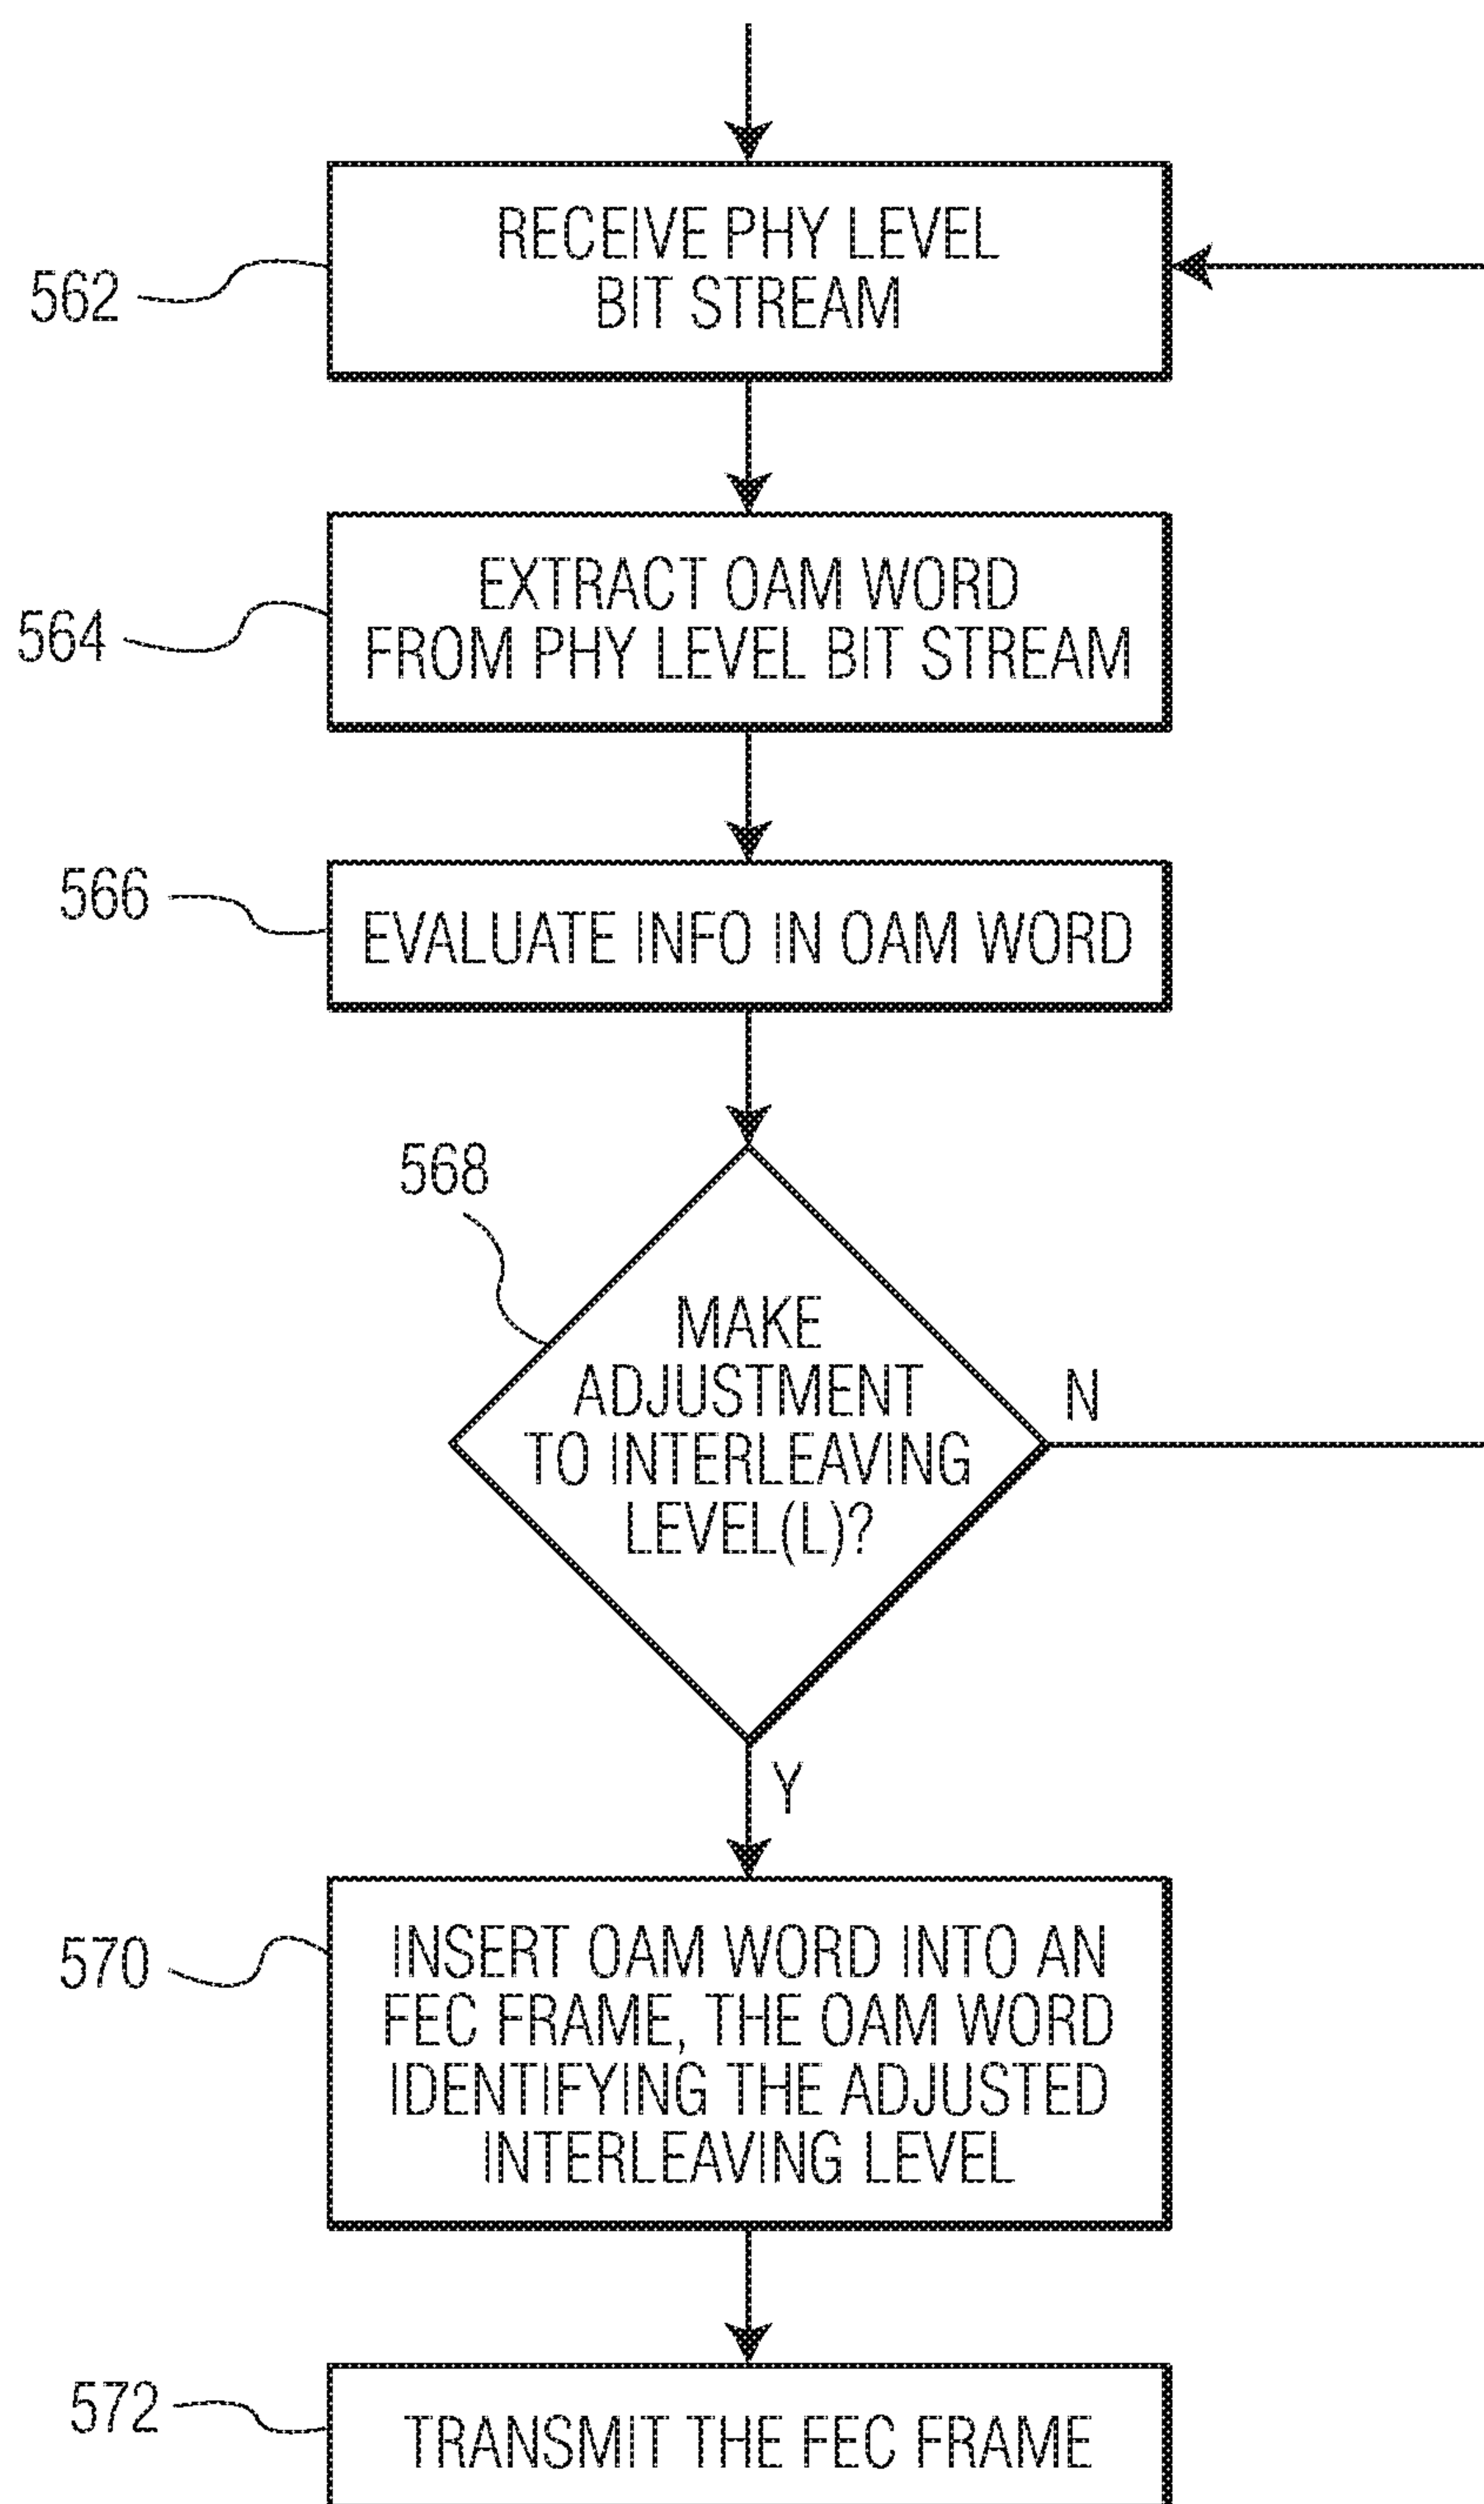 RECEIVE PHY LEVEL
BIT STREAM
562
EXTRACT OAM WORD
FROM PHY LEVEL BIT STREAM
564
566
EVALUATE INFO IN OAM WORD
568
MAKE
ADJUSTMENT
TO INTERLEAVING
LEVEL(L)?
N
Y
570
INSERT OAM WORD INTO AN
FEC FRAME, THE OAM WORD
IDENTIFYING THE ADJUSTED
INTERLEAVING LEVEL
572
TRANSMIT THE FEC FRAME